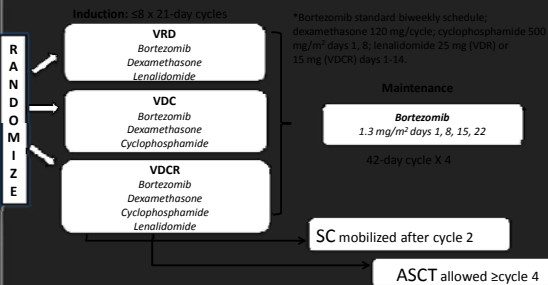 Induction: ≤8 x 21-day cycles
*Bortezomib standard biweekly schedule;
dexamethasone 120 mg/cycle; cyclophosphamide 500
mg/m² days 1, 8; lenalidomide 25 mg (VDR) or
15 mg (VDCR) days 1-14.
RANDOMIZE
VRD
Bortezomib
Dexamethasone
Lenalidomide
VDC
Bortezomib
Dexamethasone
Cyclophosphamide
VDCR
Bortezomib
Dexamethasone
Cyclophosphamide
Lenalidomide
Maintenance
Bortezomib
1.3 mg/m² days 1, 8, 15, 22
42-day cycle X 4
SC mobilized after cycle 2
ASCT allowed ≥cycle 4